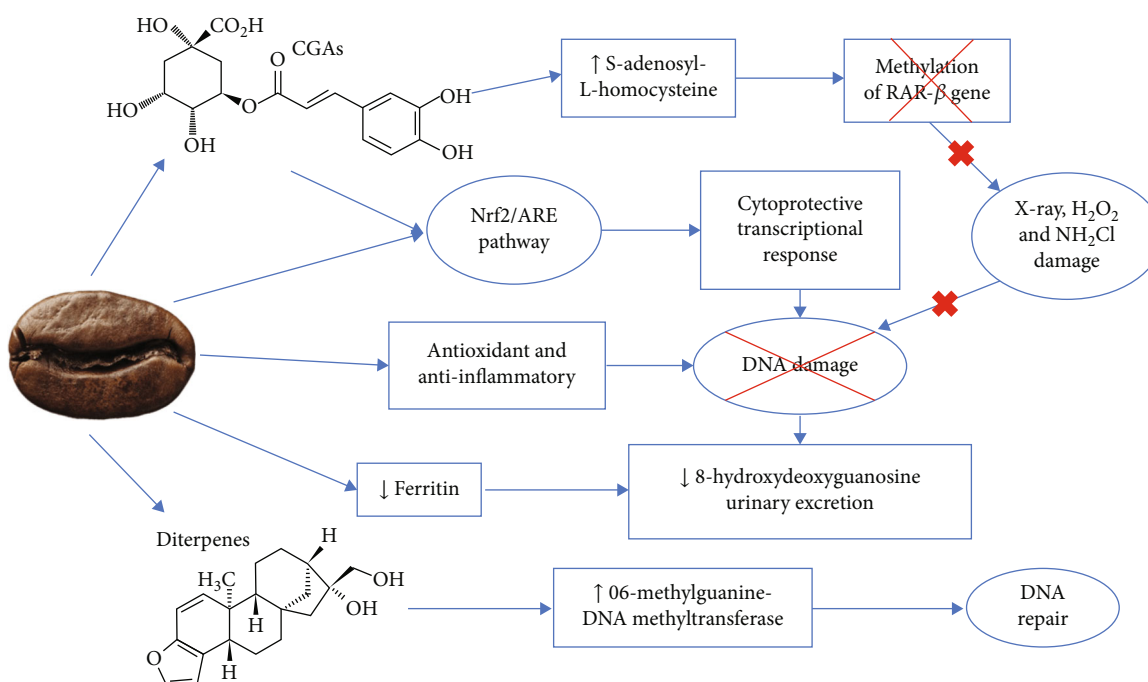 HO
CO₂H
CGAs
O
HO
OH
O
OH
OH
↑ S-adenosyl-
L-homocysteine
Methylation
of RAR-β gene
Nrf2/ARE
pathway
Cytoprotective
transcriptional
response
X-ray, H₂O₂
and NH₂Cl
damage
Antioxidant and
anti-inflammatory
DNA damage
↓ Ferritin
↓ 8-hydroxydeoxyguanosine
urinary excretion
Diterpenes
H
H₃C
OH
OH
H
O
H
↑ 06-methylguanine-
DNA methyltransferase
DNA
repair